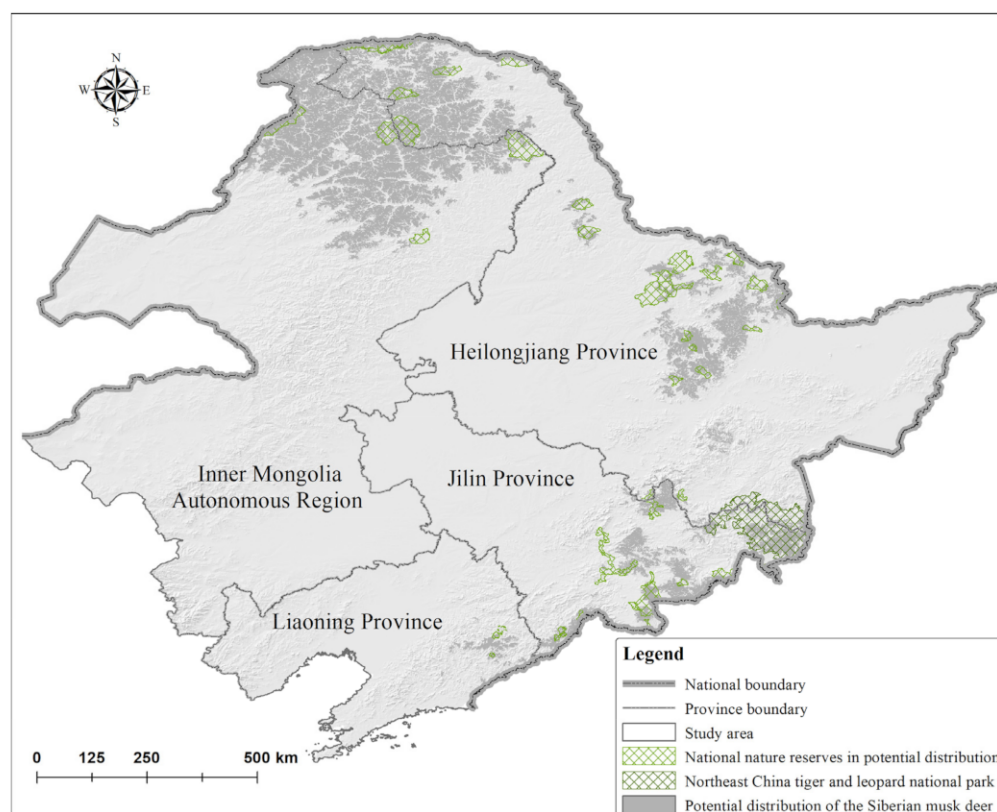 N
W E
S
Heilongjiang Province
Inner Mongolia
Autonomous Region
Jilin Province
Liaoning Province
Legend
National boundary
Province boundary
Study area
National nature reserves in potential distribution
Northeast China tiger and leopard national park
Potential distribution of the Siberian musk deer
0 125 250 500 km